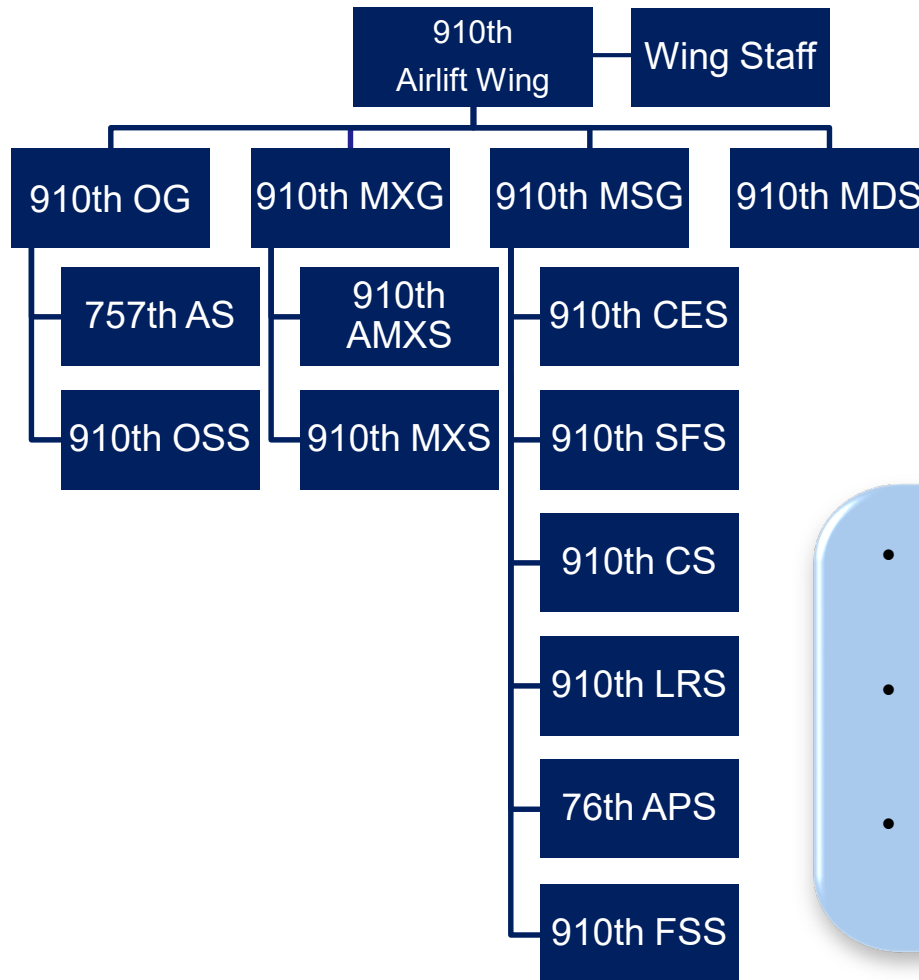 910th
Airlift Wing
Wing Staff
910th OG
910th MXG
910th MSG
910th MDS
757th AS
910th OSS
910th
AMXS
910th MXS
910th CES
910th SFS
910th CS
910th LRS
76th APS
910th FSS
•
•
•